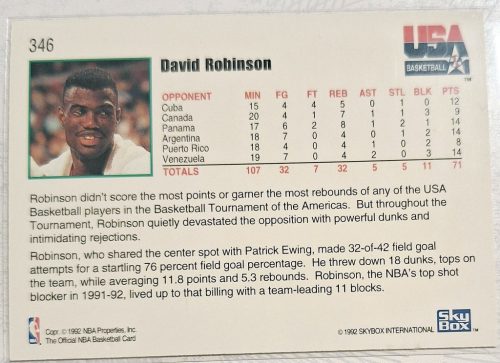 346
David Robinson
USA
BASKETBALL
TM
OPPONENT MIN FG FT REB AST STL BLK PTS
Cuba 15 4 4 5 0 1 0 12
Canada 20 4 1 7 1 1 3 9
Panama 17 6 2 8 1 2 1 14
Argentina 18 7 0 4 0 1 2 14
Puerto Rico 18 4 0 4 1 0 2 8
Venezuela 19 7 0 4 2 0 3 14
TOTALS 107 32 7 32 5 5 11 71
Robinson didn't score the most points or garner the most rebounds of any of the USA
Basketball players in the Basketball Tournament of the Americas. But throughout the
Tournament, Robinson quietly devastated the opposition with powerful dunks and
intimidating rejections.
Robinson, who shared the center spot with Patrick Ewing, made 32-of-42 field goal
attempts for a startling 76 percent field goal percentage. He threw down 18 dunks, tops
on the team, while averaging 11.8 points and 5.3 rebounds. Robinson, the NBA's top shot
blocker in 1991-92, lived up to that billing with a team-leading 11 blocks.
Copr. © 1992 NBA Properties, Inc.
The Official NBA Basketball Card
© 1992 SKYBOX INTERNATIONAL
SKY
BOX